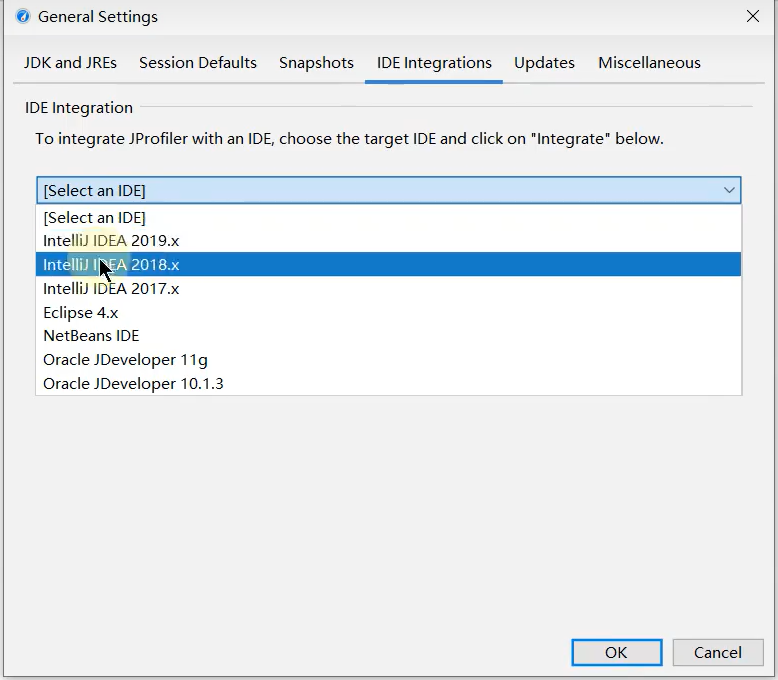 General Settings
JDK and JREs Session Defaults Snapshots IDE Integrations Updates Miscellaneous
IDE Integration
To integrate JProfiler with an IDE, choose the target IDE and click on "Integrate" below.
[Select an IDE]
[Select an IDE]
IntelliJ IDEA 2019.x
IntelliJ IDEA 2018.x
IntelliJ IDEA 2017.x
Eclipse 4.x
NetBeans IDE
Oracle JDeveloper 11g
Oracle JDeveloper 10.1.3
OK Cancel